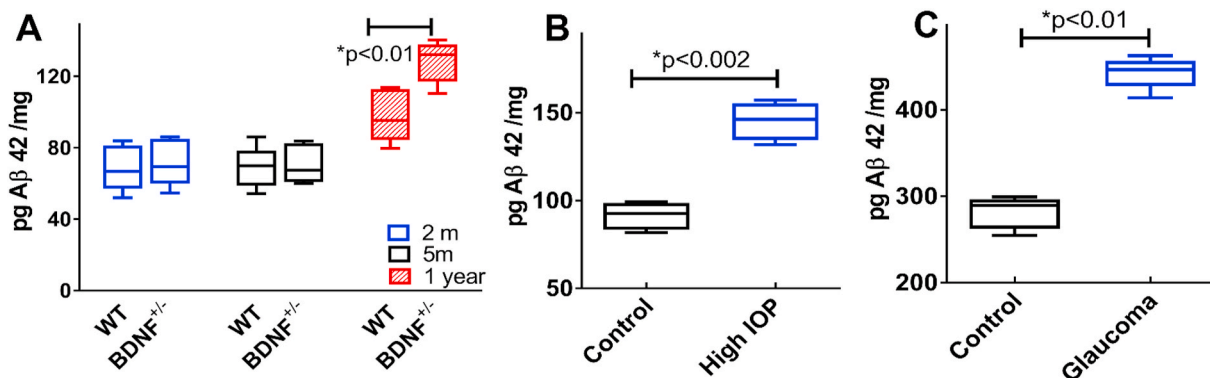 A
pg Aβ 42 /mg
120
80
40
0
*p<0.01
2 m
5m
1 year
WT
BDNF+/-
WT
BDNF+/-
WT
BDNF+/-
B
pg Aβ 42 /mg
150
100
50
*p<0.002
Control
High IOP
C
pg Aβ 42 /mg
400
300
200
*p<0.01
Control
Glaucoma